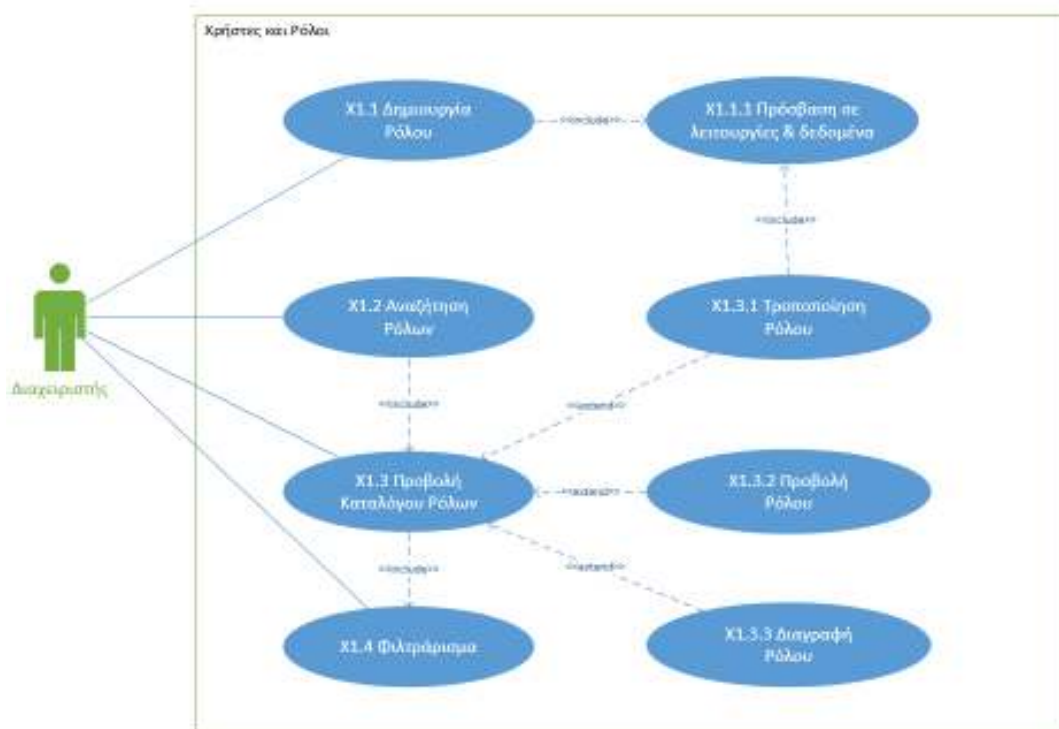 Χρήστες και Ρόλοι
Χ1.1 Δημιουργία
Ρόλου
<<include>>
Χ1.1.1 Πρόσβαση σε
λειτουργίες & δεδομένα
<<include>>
Χ1.2 Αναζήτηση
Ρόλων
Χ1.3.1 Τροποποίηση
Ρόλου
Διαχειριστής
<<include>>
<<extend>>
Χ1.3 Προβολή
Καταλόγου Ρόλων
<<extend>>
Χ1.3.2 Προβολή
Ρόλου
<<include>>
<<extend>>
Χ1.4 Φιλτράρισμα
Χ1.3.3 Διαγραφή
Ρόλου